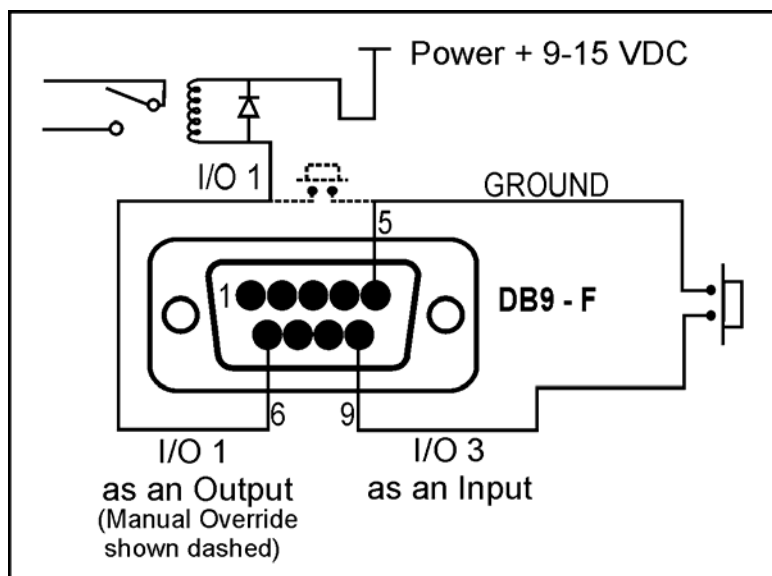 Power + 9-15 VDC
I/O 1
GROUND
5
1
DB9 - F
6
9
I/O 1
as an Output
(Manual Override
shown dashed)
I/O 3
as an Input